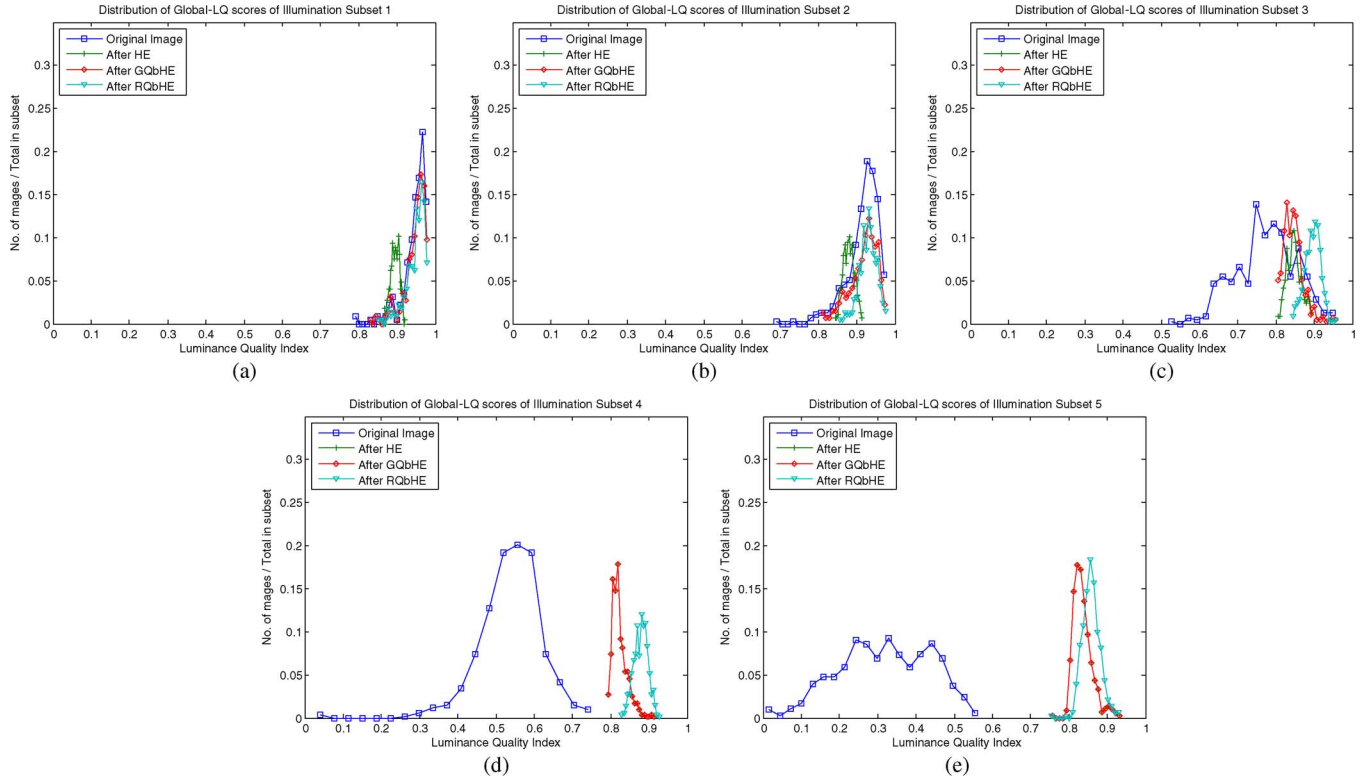 Distribution of Global-LQ scores of Illumination Subset 1
Original Image
After HE
After GQbHE
After RQbHE
No. of mages / Total in subset
0.3
0.25
0.2
0.15
0.1
0.05
0
0 0.1 0.2 0.3 0.4 0.5 0.6 0.7 0.8 0.9 1
Luminance Quality Index
(a)
Distribution of Global-LQ scores of Illumination Subset 2
Original Image
After HE
After GQbHE
After RQbHE
No. of mages / Total in subset
0.3
0.25
0.2
0.15
0.1
0.05
0
0 0.1 0.2 0.3 0.4 0.5 0.6 0.7 0.8 0.9 1
Luminance Quality Index
(b)
Distribution of Global-LQ scores of Illumination Subset 3
Original Image
After HE
After GQbHE
After RQbHE
No. of mages / Total in subset
0.3
0.25
0.2
0.15
0.1
0.05
0
0 0.1 0.2 0.3 0.4 0.5 0.6 0.7 0.8 0.9 1
Luminance Quality Index
(c)
Distribution of Global-LQ scores of Illumination Subset 4
Original Image
After HE
After GQbHE
After RQbHE
No. of mages / Total in subset
0.3
0.25
0.2
0.15
0.1
0.05
0
0 0.1 0.2 0.3 0.4 0.5 0.6 0.7 0.8 0.9 1
Luminance Quality Index
(d)
Distribution of Global-LQ scores of Illumination Subset 5
Original Image
After HE
After GQbHE
After RQbHE
No. of mages / Total in subset
0.3
0.25
0.2
0.15
0.1
0.05
0
0 0.1 0.2 0.3 0.4 0.5 0.6 0.7 0.8 0.9 1
Luminance Quality Index
(e)